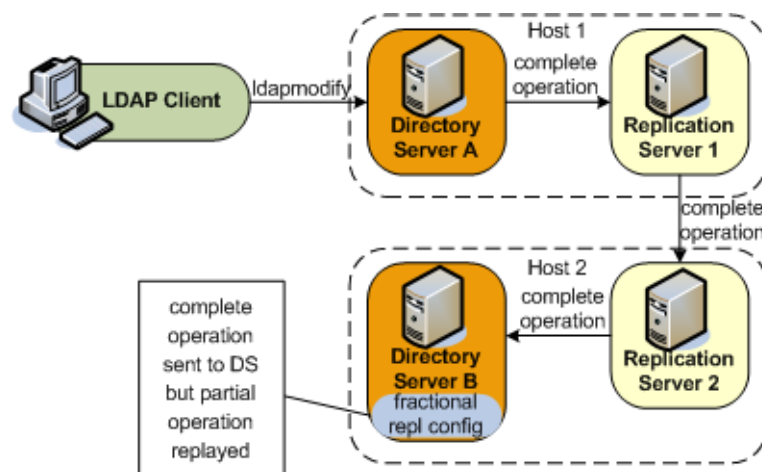 Host 1
LDAP Client
ldapmodify
Directory
Server A
complete
operation
Replication
Server 1
complete
operation
Host 2
complete
operation
Directory
Server B
fractional
repl config
Replication
Server 2
complete
operation
sent to DS
but partial
operation
replayed